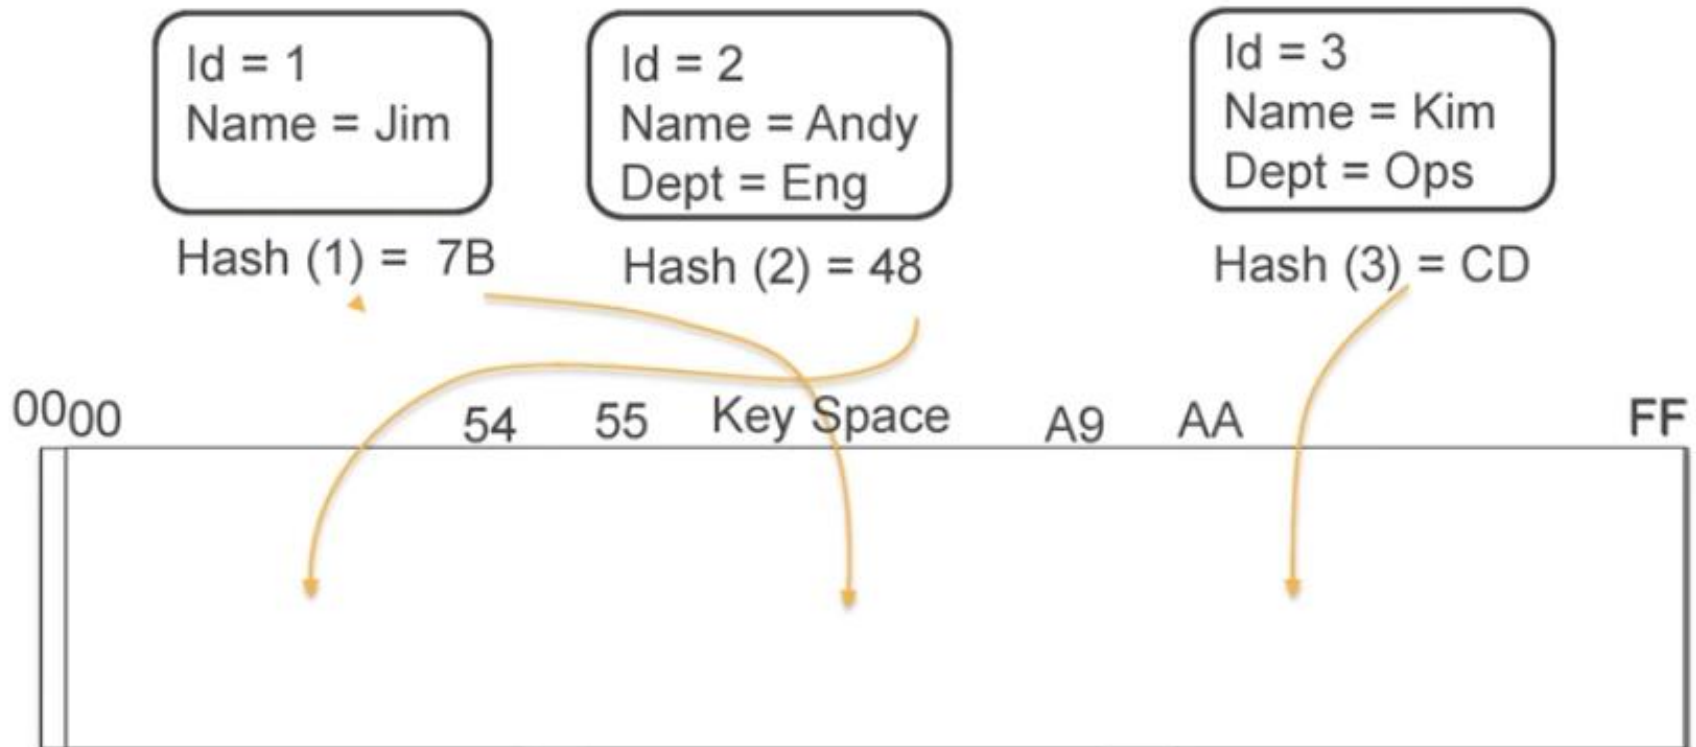 Id = 1
Name = Jim
Id = 2
Name = Andy
Dept = Eng
Id = 3
Name = Kim
Dept = Ops
Hash (1) = 7B
Hash (2) = 48
Hash (3) = CD
00
00
54
55
Key Space
A9
AA
FF